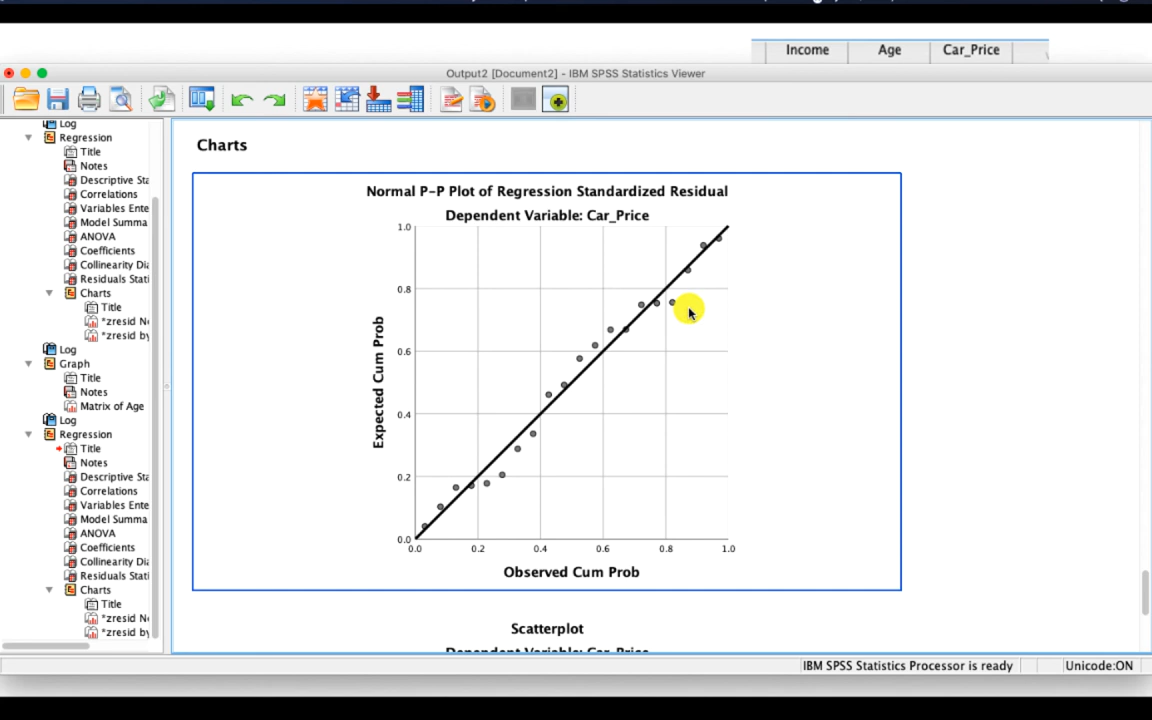 Income Age Car_Price
Output2 [Document2] - IBM SPSS Statistics Viewer
Log
Regression
Title
Notes
Descriptive Sta
Correlations
Variables Ente
Model Summa
ANOVA
Coefficients
Collinearity Dia
Residuals Stati
Charts
Title
*zresid N
*zresid by
Log
Graph
Title
Notes
Matrix of Age
Log
Regression
Title
Notes
Descriptive Sta
Correlations
Variables Ente
Model Summa
ANOVA
Coefficients
Collinearity Dia
Residuals Stati
Charts
Title
*zresid N
*zresid by
Charts
Normal P-P Plot of Regression Standardized Residual
Dependent Variable: Car_Price
1.0
0.8
0.6
0.4
0.2
0.0
Expected Cum Prob
0.0 0.2 0.4 0.6 0.8 1.0
Observed Cum Prob
Scatterplot
Dependent Variable: Car_Price
IBM SPSS Statistics Processor is ready Unicode:ON